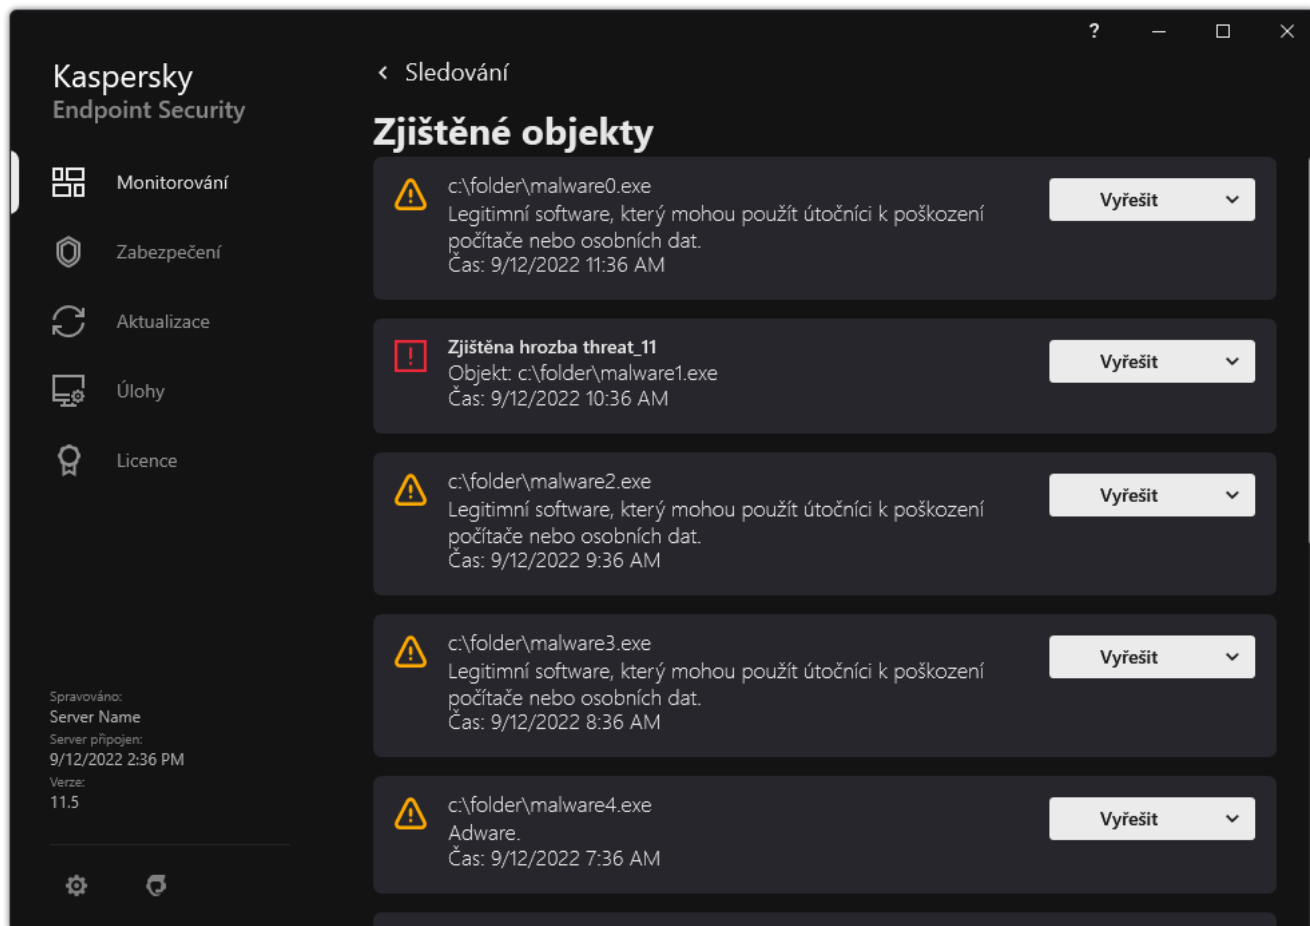 ?
Kaspersky
Endpoint Security
Monitorování
Zabezpečení
Aktualizace
Úlohy
Licence
Spravováno:
Server Name
Server připojen:
9/12/2022 2:36 PM
Verze:
11.5
Sledování
Zjištěné objekty
c:\folder\malware0.exe
Legitimní software, který mohou použít útočníci k poškození
počítače nebo osobních dat.
Čas: 9/12/2022 11:36 AM
Vyřešit
Zjištěna hrozba threat_11
Objekt: c:\folder\malware1.exe
Čas: 9/12/2022 10:36 AM
Vyřešit
c:\folder\malware2.exe
Legitimní software, který mohou použít útočníci k poškození
počítače nebo osobních dat.
Čas: 9/12/2022 9:36 AM
Vyřešit
c:\folder\malware3.exe
Legitimní software, který mohou použít útočníci k poškození
počítače nebo osobních dat.
Čas: 9/12/2022 8:36 AM
Vyřešit
c:\folder\malware4.exe
Adware.
Čas: 9/12/2022 7:36 AM
Vyřešit